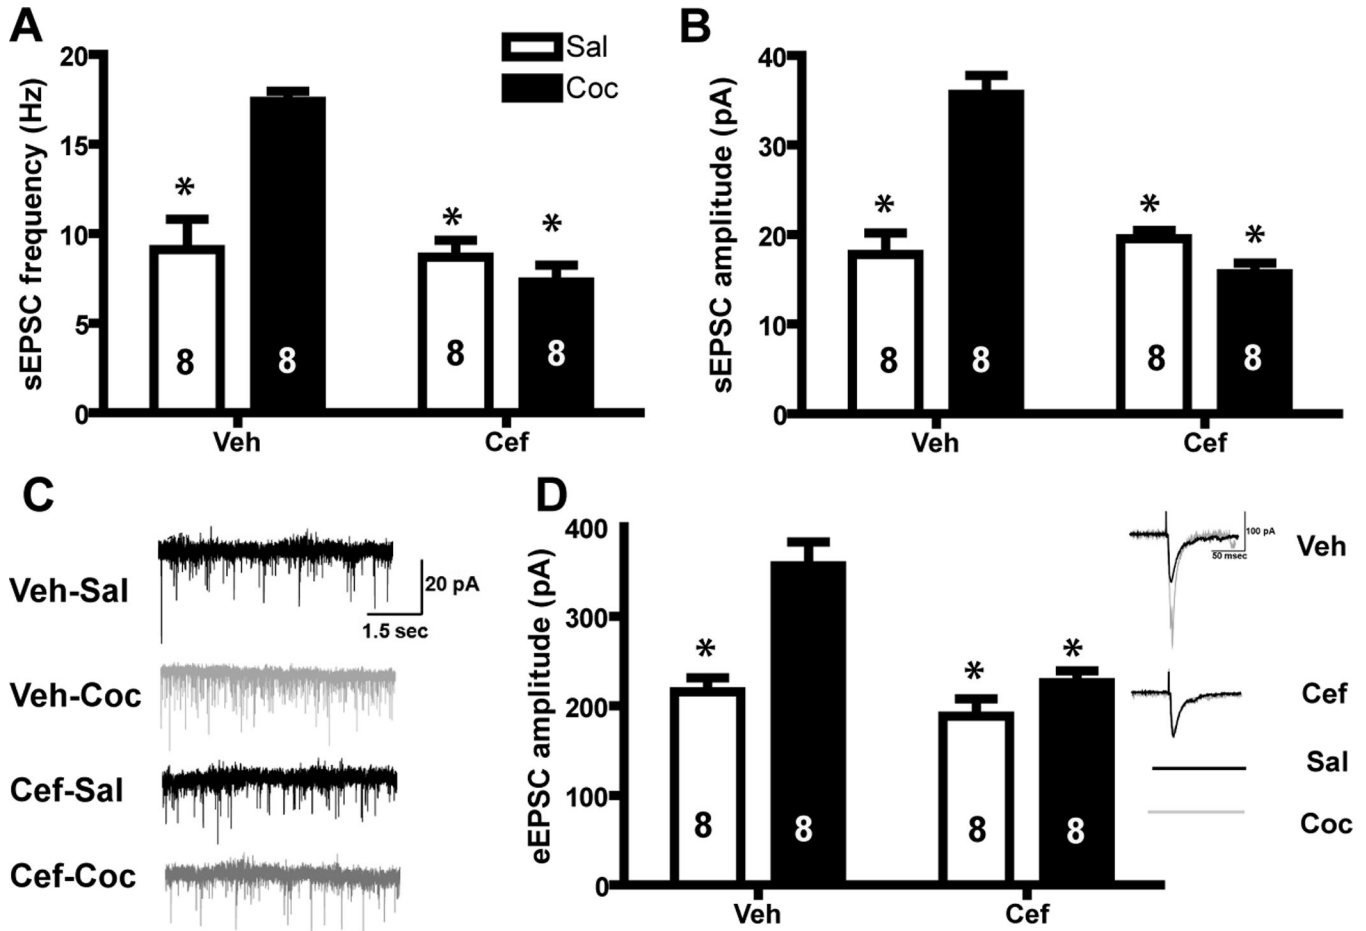 A
sEPSC frequency (Hz)
20
15
10
5
0
*
*
*
8
8
8
8
Veh
Cef
Sal
Coc
B
sEPSC amplitude (pA)
40
30
20
10
0
*
*
*
8
8
8
8
Veh
Cef
C
Veh-Sal
20 pA
1.5 sec
Veh-Coc
Cef-Sal
Cef-Coc
D
eEPSC amplitude (pA)
400
300
200
100
0
*
*
*
8
8
8
8
Veh
Cef
100 pA
50 msec
Veh
Cef
Sal
Coc